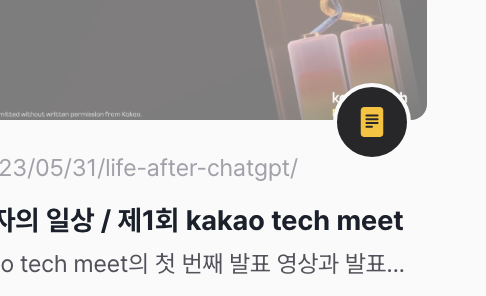 mitted without written permission from Kakao.
23/05/31/life-after-chatgpt/
자의 일상 / 제1회 kakao tech meet
o tech meet의 첫 번째 발표 영상과 발표...